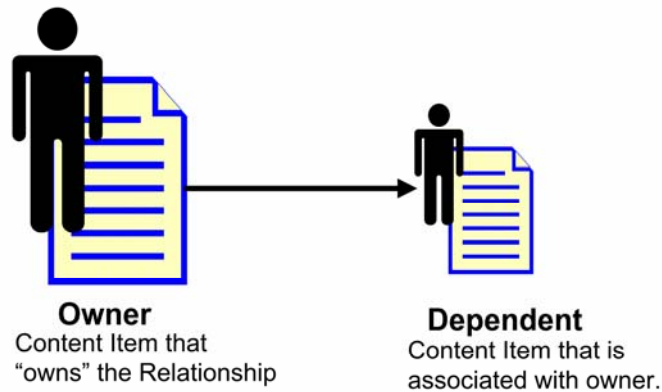 Owner
Content Item that
“owns” the Relationship
Dependent
Content Item that is
associated with owner.